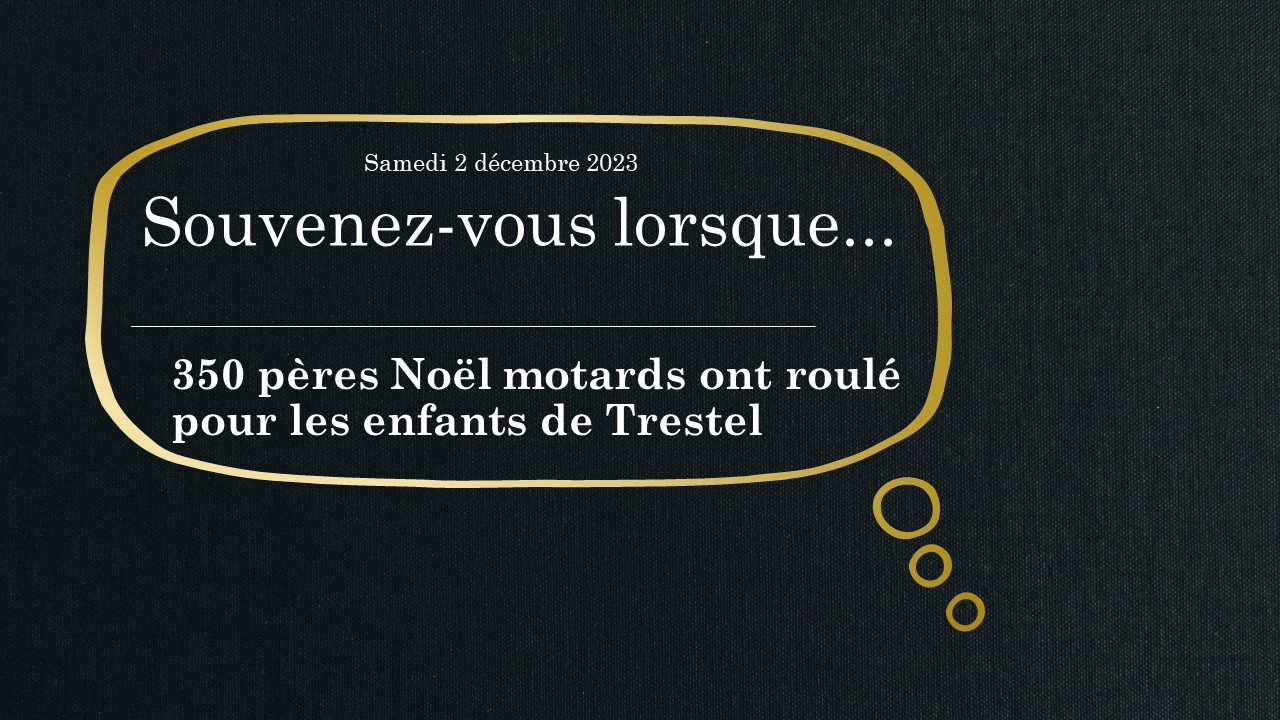 Samedi 2 décembre 2023
Souvenez-vous lorsque...
350 pères Noël motards ont roulé
pour les enfants de Trestel